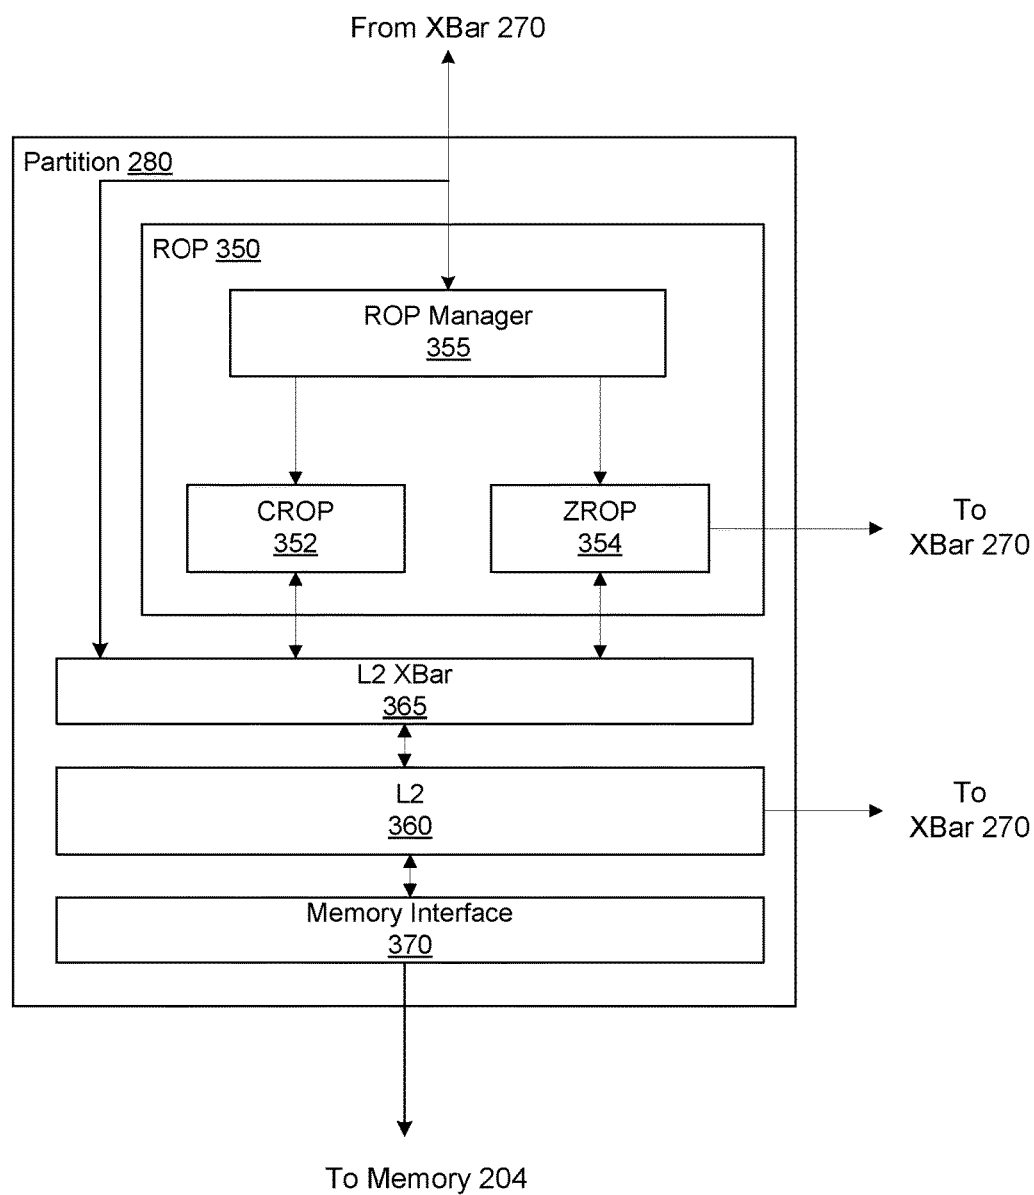 From XBar 270
Partition 280
ROP 350
ROP Manager
355
CROP
352
ZROP
354
To
XBar 270
L2 XBar
365
L2
360
To
XBar 270
Memory Interface
370
To Memory 204